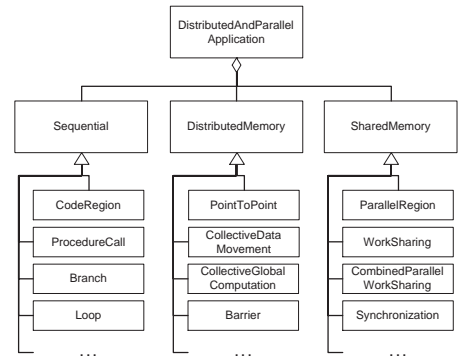 DistributedAndParallel
Application
Sequential
DistributedMemory
SharedMemory
CodeRegion
ProcedureCall
Branch
Loop
...
PointToPoint
CollectiveData
Movement
CollectiveGlobal
Computation
Barrier
...
ParallelRegion
WorkSharing
CombinedParallel
WorkSharing
Synchronization
...